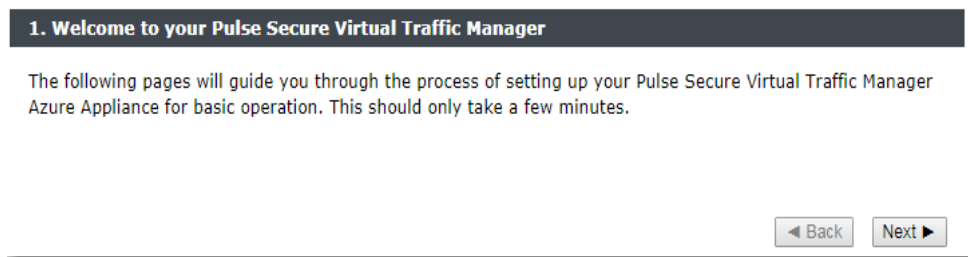 1. Welcome to your Pulse Secure Virtual Traffic Manager
The following pages will guide you through the process of setting up your Pulse Secure Virtual Traffic Manager
Azure Appliance for basic operation. This should only take a few minutes.
◄ Back Next ►